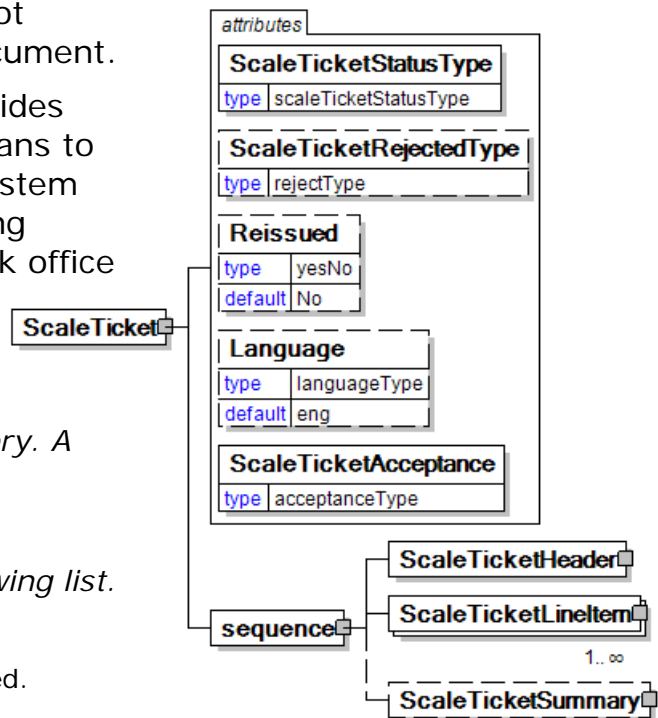 ot
cument.
ides
ans to
stem
ng
k office
ry. A
wing list.
ed.
attributes
ScaleTicketStatusType
type scaleTicketStatusType
ScaleTicketRejectedType
type rejectType
Reissued
type yesNo
default No
Language
type languageType
default eng
ScaleTicketAcceptance
type acceptanceType
ScaleTicket
sequence
ScaleTicketHeader
ScaleTicketLineItem
1.. ∞
ScaleTicketSummary